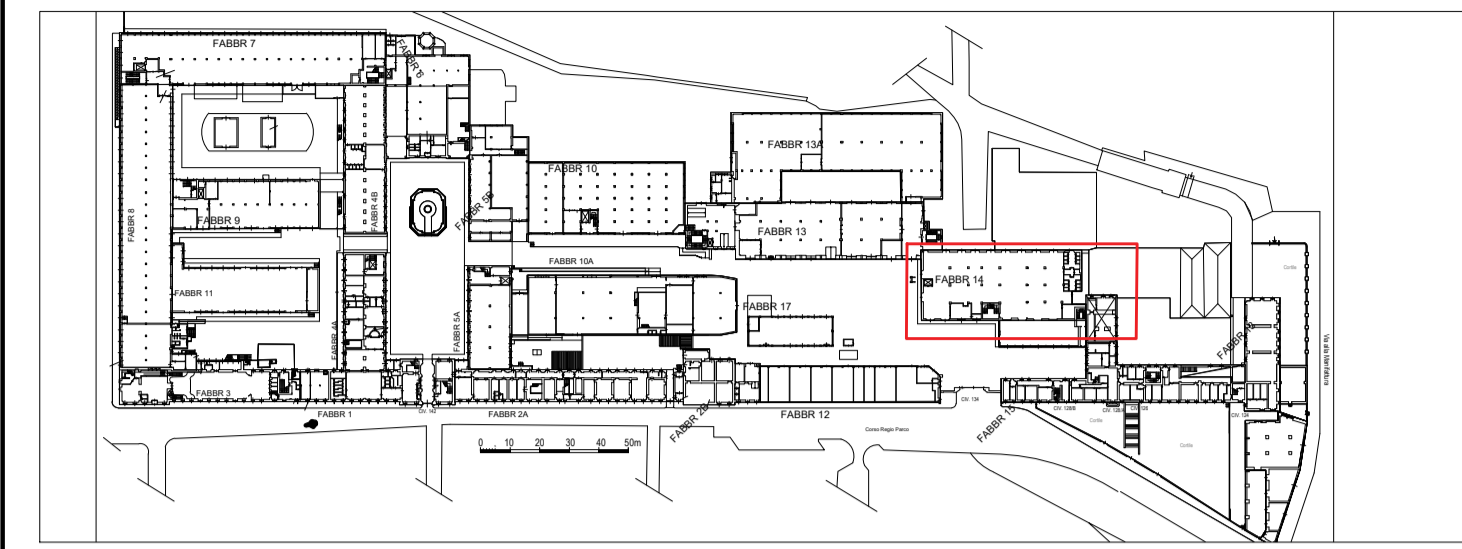 FABBR 7
FABBR 6
FABBR 13A
FABBR 10
FABBR 8
FABBR 9
FABBR 4B
FABBR 5B
FABBR 13
FABBR 10A
FABBR 14
FABBR 11
FABBR 17
Cortile
FABBR 4A
FABBR 5A
Via alla Manifattura
FABBR 3
FABBR 1
CIV. 142
FABBR 2A
FABBR 2B
FABBR 12
CIV. 134
FABBR 15
CIV. 128/B
CIV. 128/A
CIV. 126
CIV. 124
Cortile
Corso Regio Parco
Cortile
0 10 20 30 40 50m